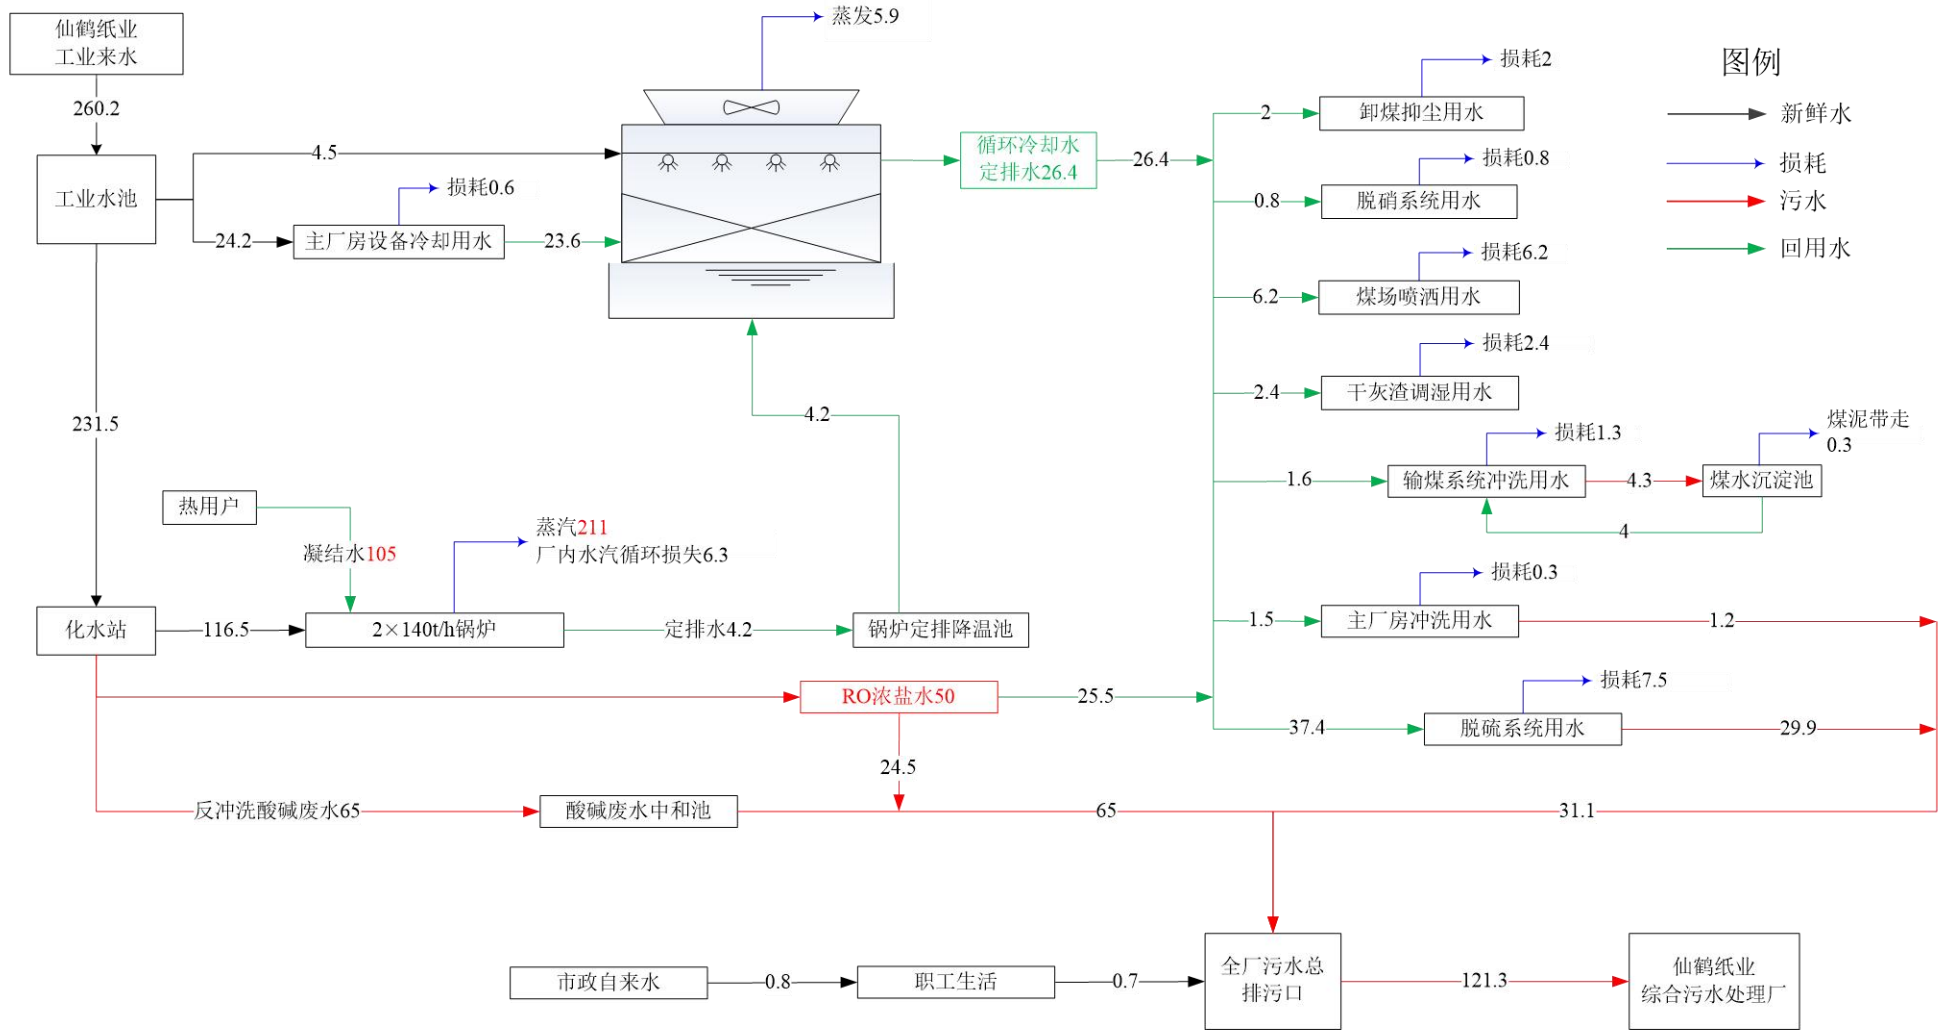 仙鹤纸业
工业来水
260.2
工业水池
4.5
损耗0.6
24.2
主厂房设备冷却用水
23.6
蒸发5.9
循环冷却水
定排水26.4
26.4
231.5
热用户
凝结水105
蒸汽211
厂内水汽循环损失6.3
4.2
化水站
116.5
2×140t/h锅炉
定排水4.2
锅炉定排降温池
RO浓盐水50
25.5
24.5
反冲洗酸碱废水65
酸碱废水中和池
65
31.1
损耗2
2
卸煤抑尘用水
损耗0.8
0.8
脱硝系统用水
损耗6.2
6.2
煤场喷洒用水
损耗2.4
2.4
干灰渣调湿用水
损耗1.3
1.6
输煤系统冲洗用水
4.3
煤水沉淀池
煤泥带走
0.3
4
损耗0.3
1.5
主厂房冲洗用水
1.2
损耗7.5
37.4
脱硫系统用水
29.9
市政自来水
0.8
职工生活
0.7
全厂污水总
排污口
121.3
仙鹤纸业
综合污水处理厂
图例
新鲜水
损耗
污水
回用水